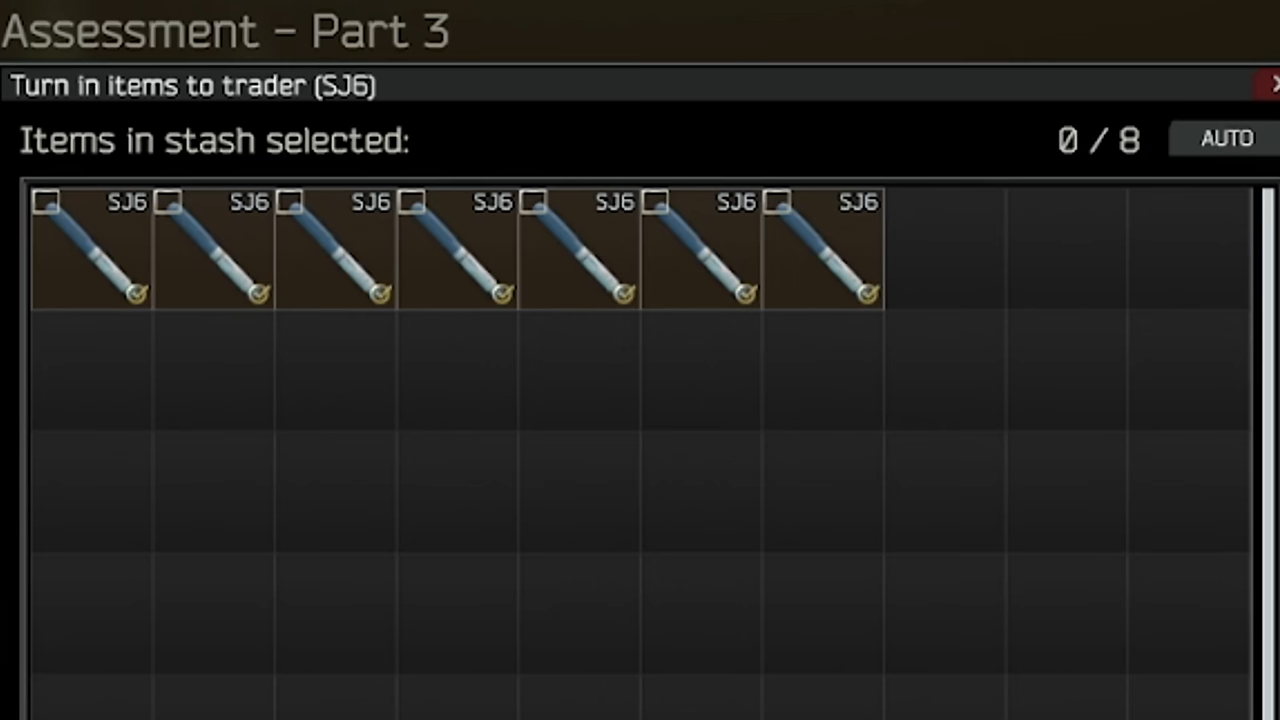 Assessment – Part 3
Turn in items to trader (SJ6)
Items in stash selected: 0 / 8 AUTO
SJ6 SJ6 SJ6 SJ6 SJ6 SJ6 SJ6